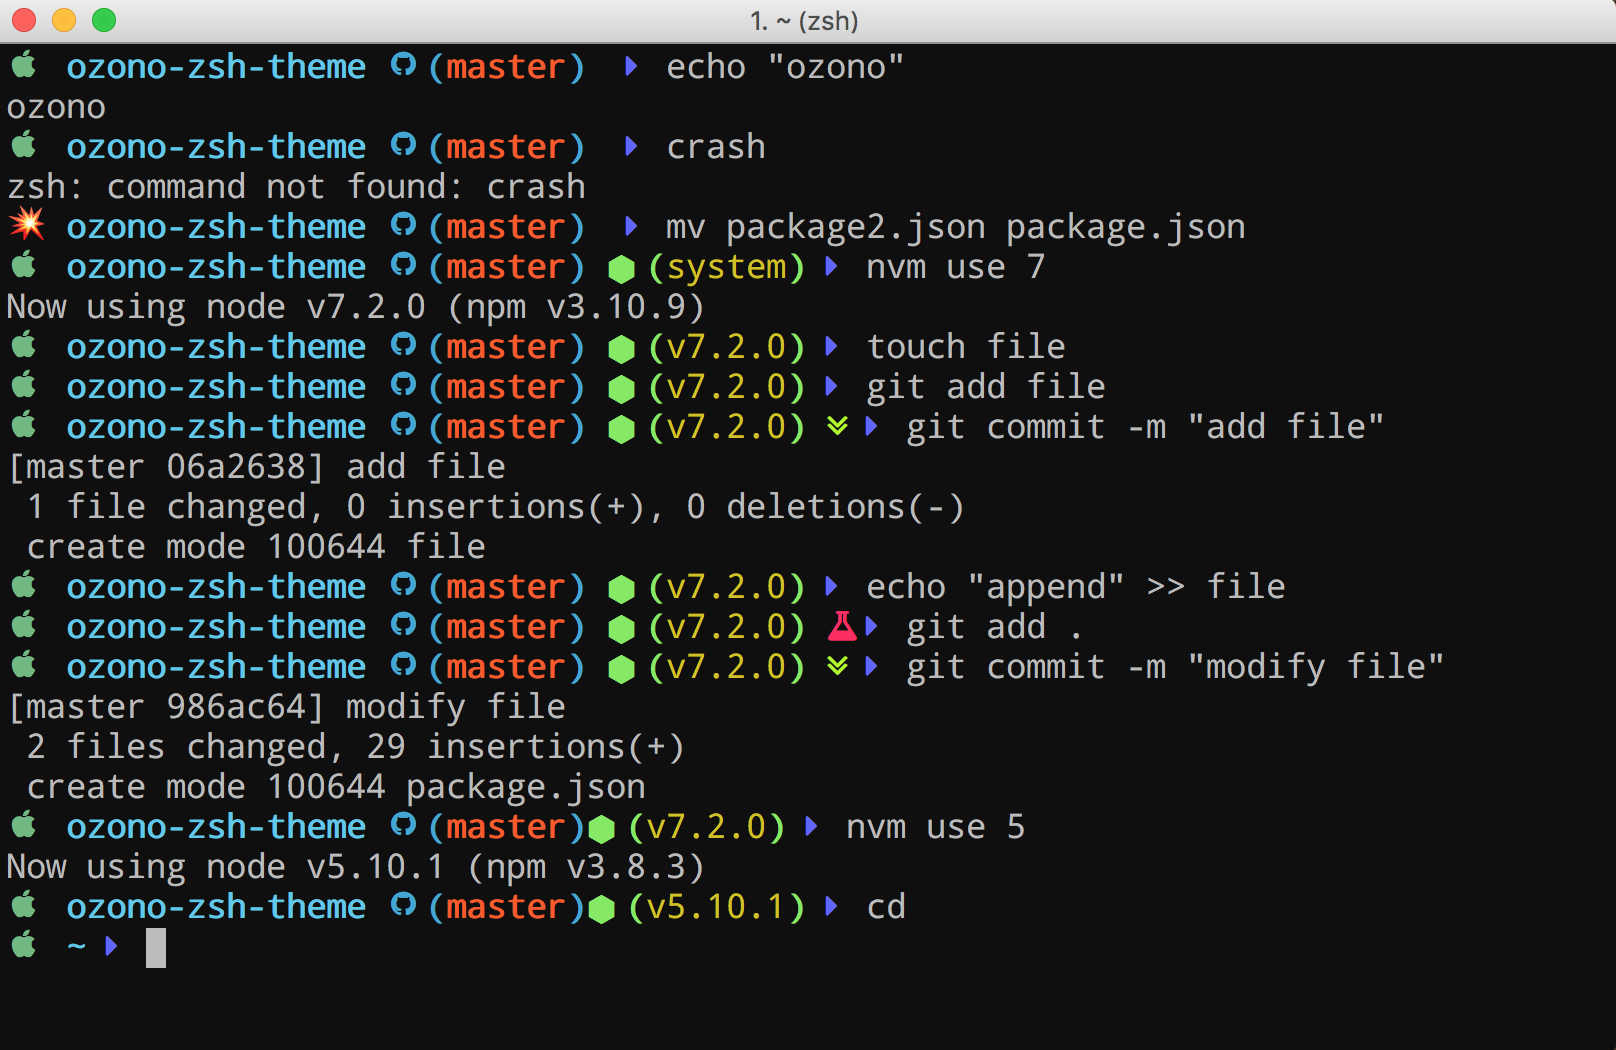 1. ~ (zsh)
ozono-zsh-theme (master) echo "ozono"
ozono
ozono-zsh-theme (master) crash
zsh: command not found: crash
ozono-zsh-theme (master) mv package2.json package.json
ozono-zsh-theme (master) (system) nvm use 7
Now using node v7.2.0 (npm v3.10.9)
ozono-zsh-theme (master) (v7.2.0) touch file
ozono-zsh-theme (master) (v7.2.0) git add file
ozono-zsh-theme (master) (v7.2.0) git commit -m "add file"
[master 06a2638] add file
1 file changed, 0 insertions(+), 0 deletions(-)
create mode 100644 file
ozono-zsh-theme (master) (v7.2.0) echo "append" >> file
ozono-zsh-theme (master) (v7.2.0) git add .
ozono-zsh-theme (master) (v7.2.0) git commit -m "modify file"
[master 986ac64] modify file
2 files changed, 29 insertions(+)
create mode 100644 package.json
ozono-zsh-theme (master) (v7.2.0) nvm use 5
Now using node v5.10.1 (npm v3.8.3)
ozono-zsh-theme (master) (v5.10.1) cd
~